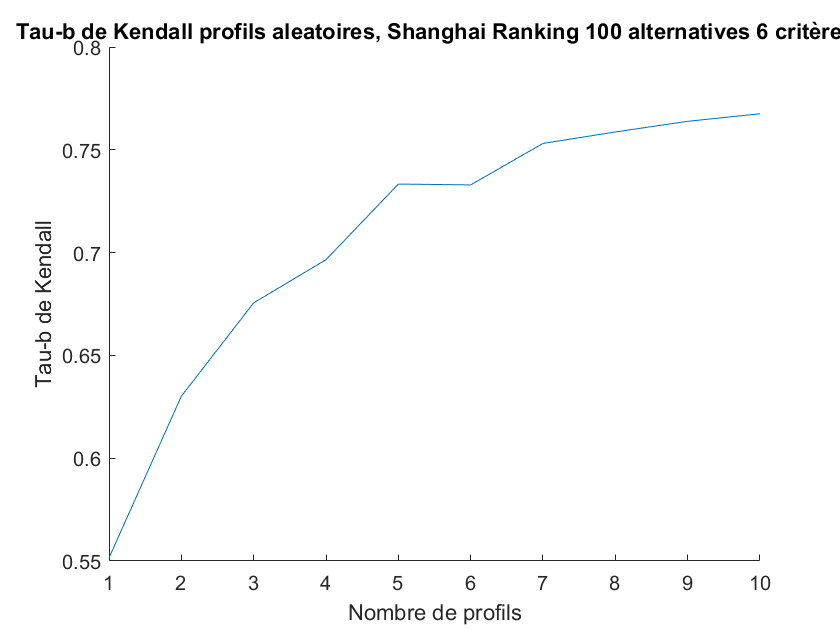 Tau-b de Kendall profils aleatoires, Shanghai Ranking 100 alternatives 6 critère
0.8
0.75
0.7
0.65
0.6
0.55
Tau-b de Kendall
1 2 3 4 5 6 7 8 9 10
Nombre de profils